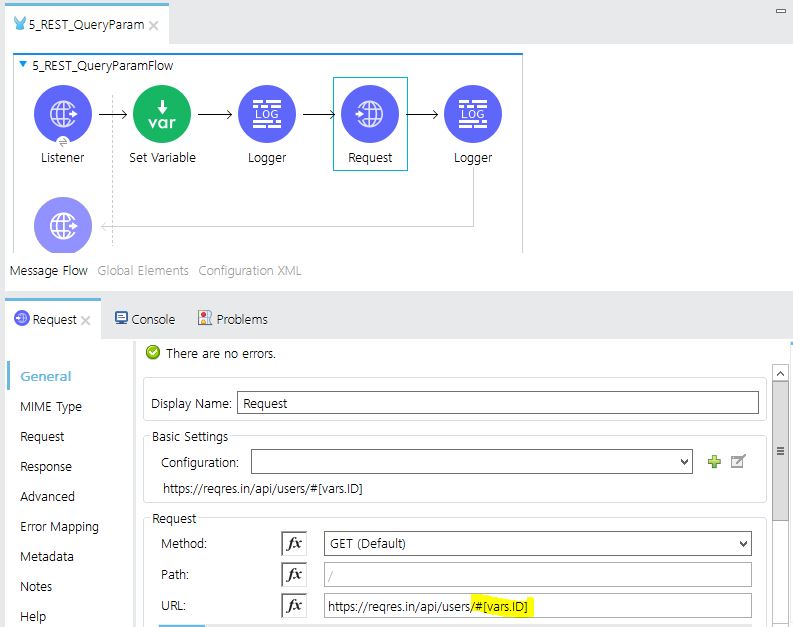 5_REST_QueryParam
5_REST_QueryParamFlow
var
LOG
LOG
Listener
Set Variable
Logger
Request
Logger
Message Flow
Global Elements
Configuration XML
Request
Console
Problems
There are no errors.
General
MIME Type
Request
Response
Advanced
Error Mapping
Metadata
Notes
Help
Display Name:
Request
Basic Settings
Configuration:
https://reqres.in/api/users/#[vars.ID]
Request
Method:
fx
GET (Default)
Path:
fx
/
URL:
fx
https://reqres.in/api/users/#[vars.ID]